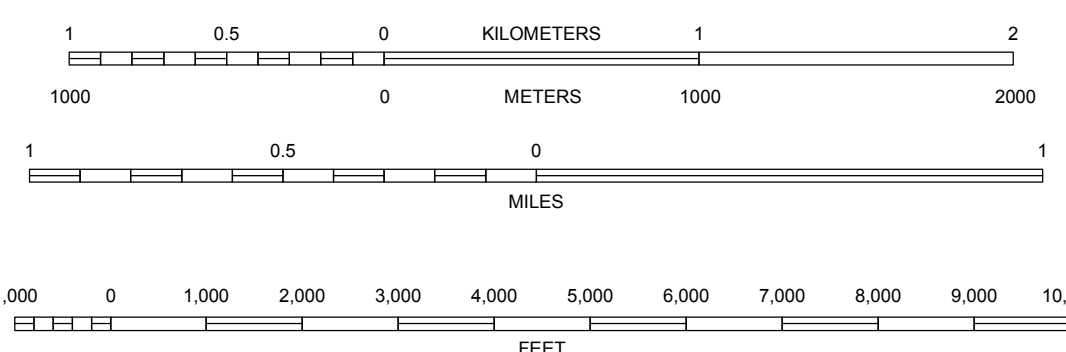 1 0.5 0 KILOMETERS 1 2
1000 0 METERS 1000 2000
1 0.5 0 1
MILES
,000 0 1,000 2,000 3,000 4,000 5,000 6,000 7,000 8,000 9,000 10,
FEET